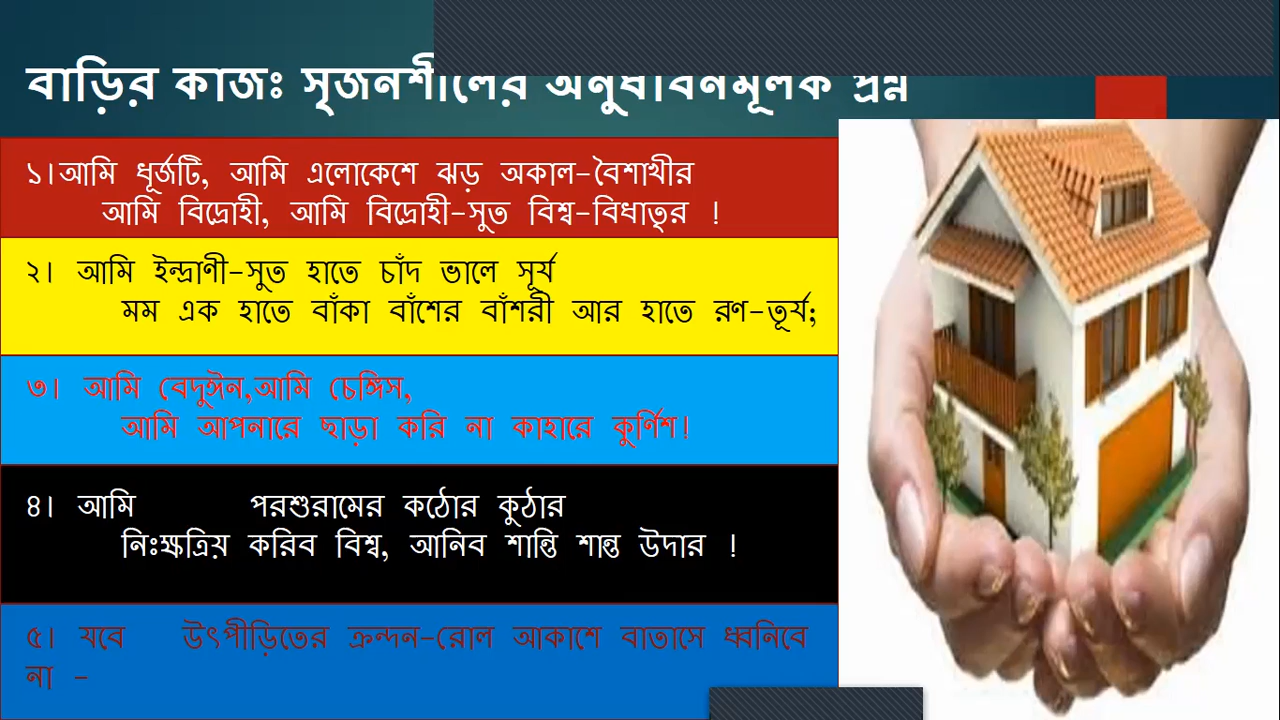 বাড়ির কাজঃ সৃজনশীলের অনুধাবনমূলক প্রশ্ন
১।আমি ধূর্জটি, আমি এলোকেশে ঝড় অকাল-বৈশাখীর
আমি বিদ্রোহী, আমি বিদ্রোহী-সুত বিশ্ব-বিধাতৃর !
২। আমি ইন্দ্রাণী-সুত হাতে চাঁদ ভালে সূর্য
মম এক হাতে বাঁকা বাঁশের বাঁশরী আর হাতে রণ-তূর্য;
৩। আমি বেদুঈন,আমি চেঙ্গিস,
আমি আপনারে ছাড়া করি না কাহারে কুর্ণিশ।
৪। আমি পরশুরামের কঠোর কুঠার
নিঃক্ষত্রিয় করিব বিশ্ব, আনিব শান্তি শান্ত উদার !
৫। যবে উৎপীড়িতের ক্রন্দন-রোল আকাশে বাতাসে ধ্বনিবে
না -